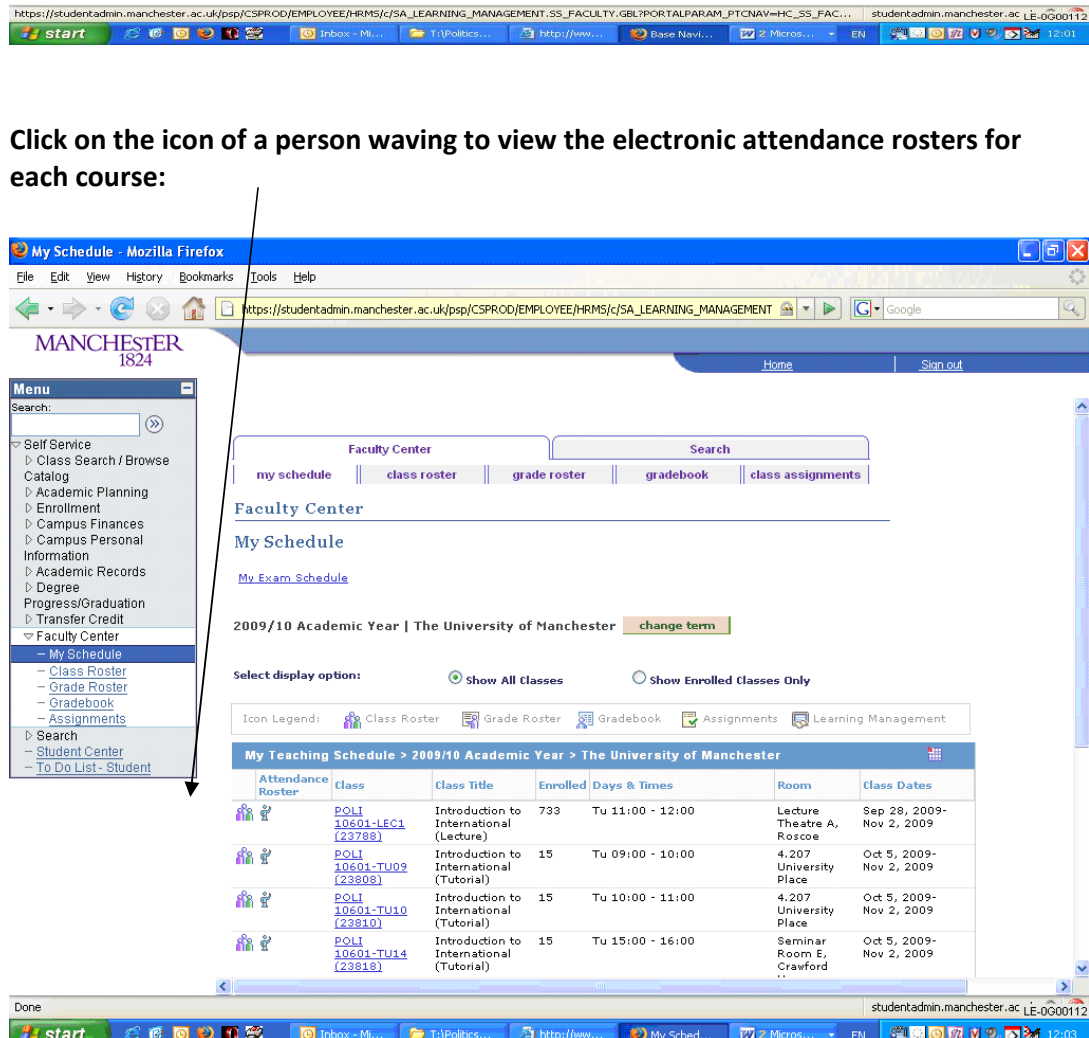 https://studentadmin.manchester.ac.uk/psp/CSPROD/EMPLOYEE/HRMS/c/SA_LEARNING_MANAGEMENT.SS_FACULTY.GBL?PORTALPARAM_PTCNAV=HC_SS_FAC... studentadmin.manchester.ac LE-0G00112
start Inbox - Mi... T:\Politics... http://ww... Base Navi... 2 Micros... EN 12:01
Click on the icon of a person waving to view the electronic attendance rosters for
each course:
My Schedule - Mozilla Firefox
File Edit View History Bookmarks Tools Help
https://studentadmin.manchester.ac.uk/psp/CSPROD/EMPLOYEE/HRMS/c/SA_LEARNING_MANAGEMENT G Google
MANCHESTER
1824
Home Sign out
Menu
Search:
Self Service
Class Search / Browse
Catalog
Academic Planning
Enrollment
Campus Finances
Campus Personal
Information
Academic Records
Degree
Progress/Graduation
Transfer Credit
Faculty Center
– My Schedule
– Class Roster
– Grade Roster
– Gradebook
– Assignments
Search
– Student Center
– To Do List - Student
Faculty Center Search
my schedule class roster grade roster gradebook class assignments
Faculty Center
My Schedule
My Exam Schedule
2009/10 Academic Year | The University of Manchester change term
Select display option: Show All Classes Show Enrolled Classes Only
Icon Legend: Class Roster Grade Roster Gradebook Assignments Learning Management
My Teaching Schedule > 2009/10 Academic Year > The University of Manchester
Attendance Roster Class Class Title Enrolled Days & Times Room Class Dates
POLI Introduction to 733 Tu 11:00 - 12:00 Lecture Sep 28, 2009-
10601-LEC1 International Theatre A, Nov 2, 2009
(23788) (Lecture) Roscoe
POLI Introduction to 15 Tu 09:00 - 10:00 4.207 Oct 5, 2009-
10601-TU09 International University Nov 2, 2009
(23808) (Tutorial) Place
POLI Introduction to 15 Tu 10:00 - 11:00 4.207 Oct 5, 2009-
10601-TU10 International University Nov 2, 2009
(23810) (Tutorial) Place
POLI Introduction to 15 Tu 15:00 - 16:00 Seminar Oct 5, 2009-
10601-TU14 International Room E, Nov 2, 2009
(23818) (Tutorial) Crawford
Done studentadmin.manchester.ac LE-0G00112
start Inbox - Mi... T:\Politics... http://ww... My Sched... 2 Micros... EN 12:03